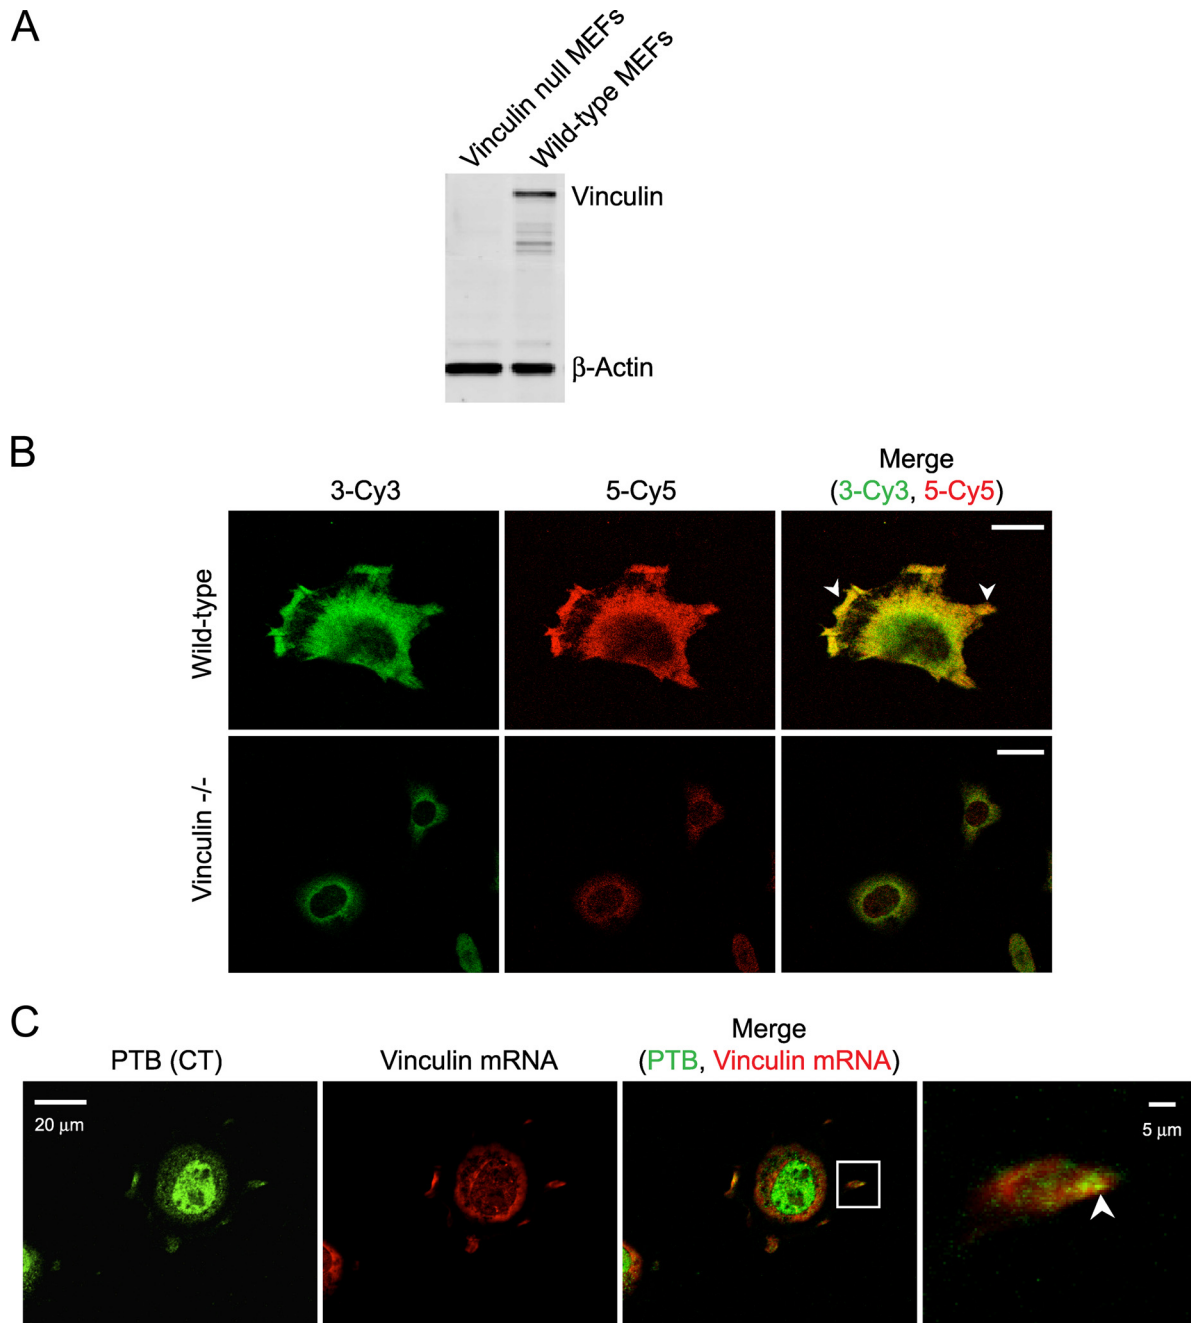 A
Vinculin null MEFs
Wild-type MEFs
Vinculin
β-Actin
B
3-Cy3
5-Cy5
Merge
(3-Cy3, 5-Cy5)
Wild-type
Vinculin -/-
C
PTB (CT)
Vinculin mRNA
Merge
(PTB, Vinculin mRNA)
20 μm
5 μm